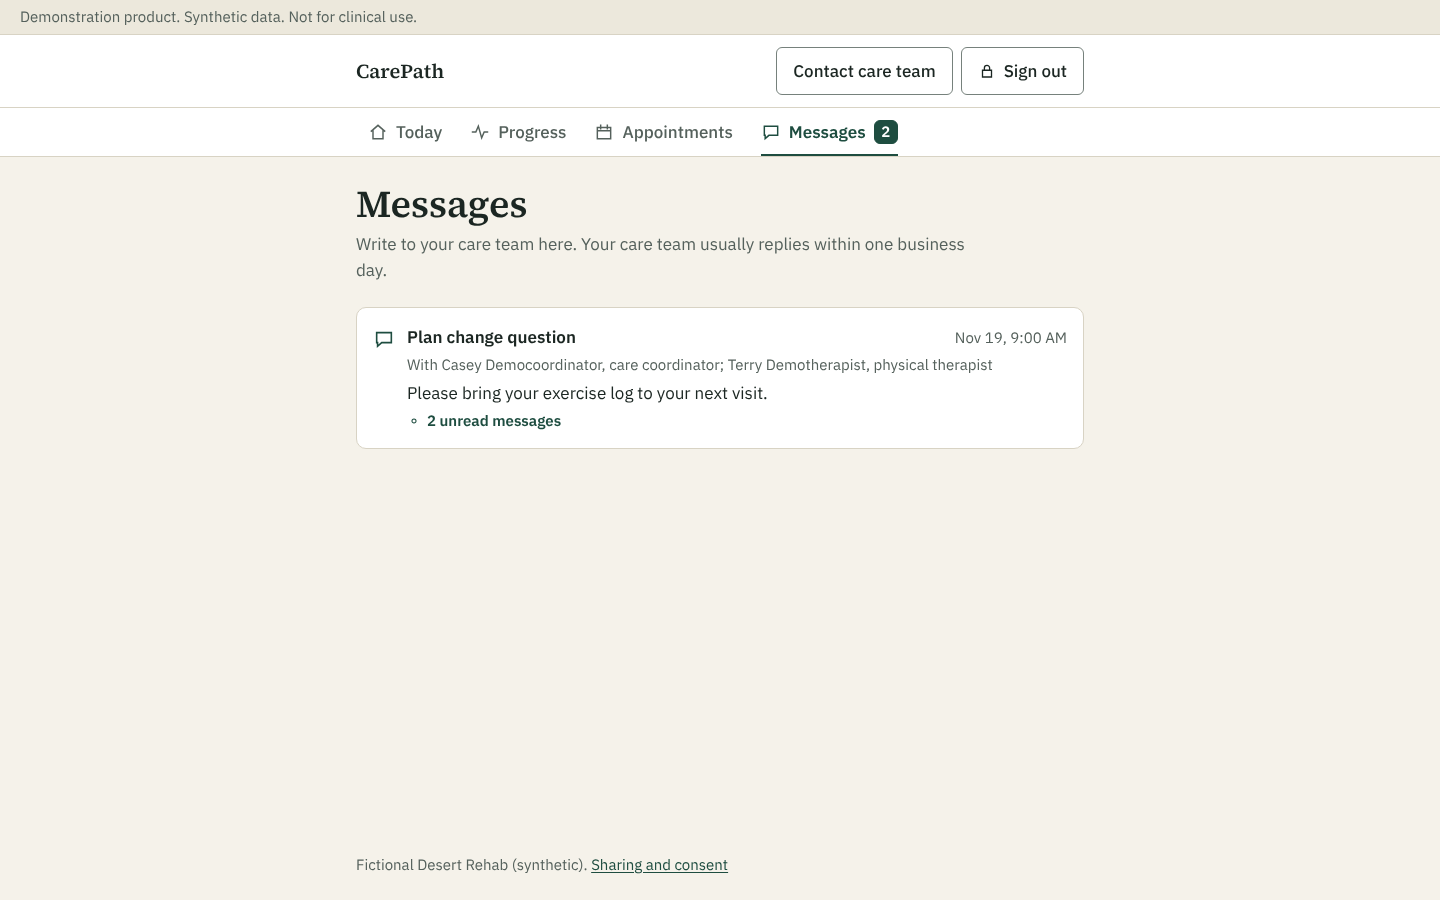 Demonstration product. Synthetic data. Not for clinical use.
CarePath
Contact care team
Sign out
Today
Progress
Appointments
Messages
2
Messages
Write to your care team here. Your care team usually replies within one business
day.
Plan change question
Nov 19, 9:00 AM
With Casey Democoordinator, care coordinator; Terry Demotherapist, physical therapist
Please bring your exercise log to your next visit.
2 unread messages
Fictional Desert Rehab (synthetic). Sharing and consent